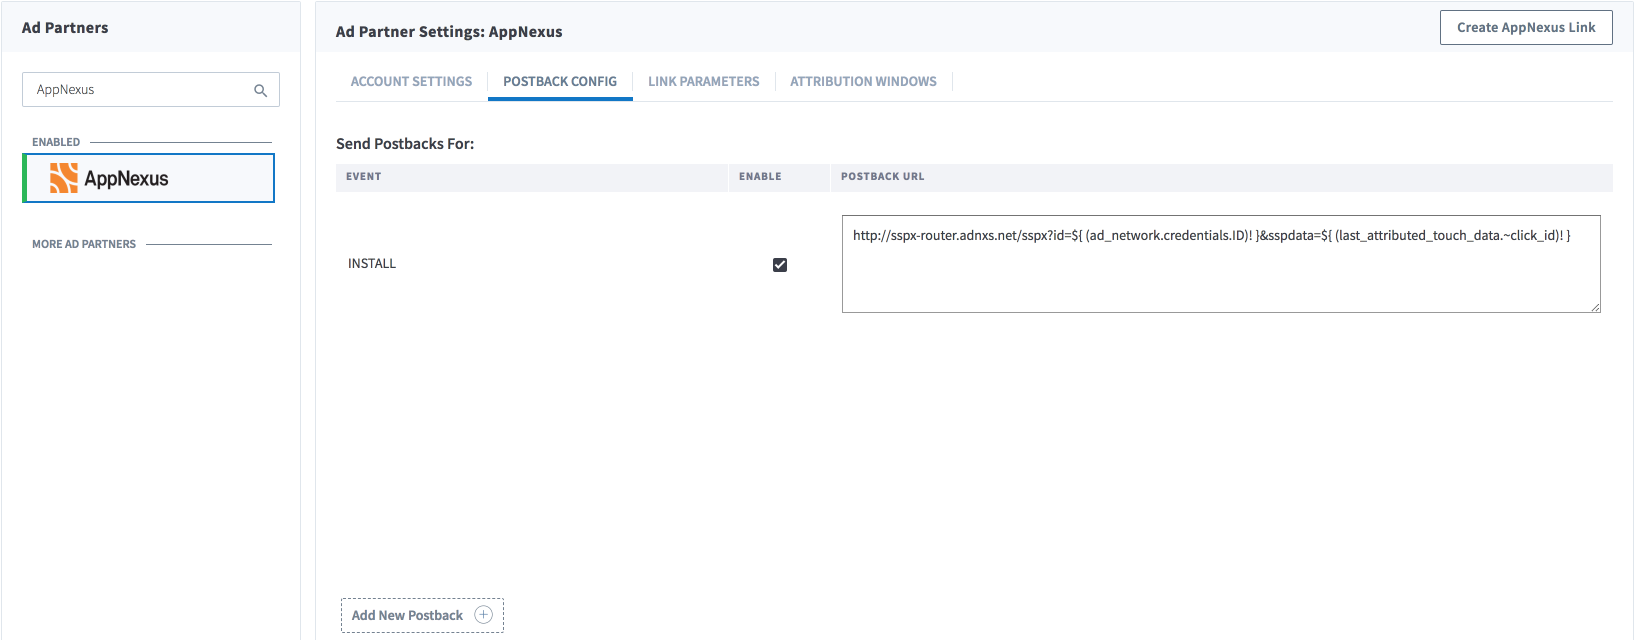 Ad Partners
AppNexus
ENABLED
AppNexus
MORE AD PARTNERS
Ad Partner Settings: AppNexus
Create AppNexus Link
ACCOUNT SETTINGS
POSTBACK CONFIG
LINK PARAMETERS
ATTRIBUTION WINDOWS
Send Postbacks For:
EVENT ENABLE POSTBACK URL
INSTALL
http://sspx-router.adnxs.net/sspx?id=${ (ad_network.credentials.ID)! }&sspdata=${ (last_attributed_touch_data.~click_id)! }
Add New Postback